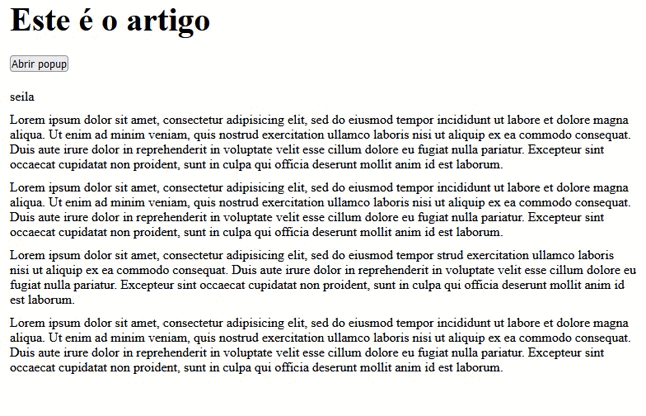 Este é o artigo
Abrir popup
seila
Lorem ipsum dolor sit amet, consectetur adipisicing elit, sed do eiusmod tempor incididunt ut labore et dolore magna
aliqua. Ut enim ad minim veniam, quis nostrud exercitation ullamco laboris nisi ut aliquip ex ea commodo consequat.
Duis aute irure dolor in reprehenderit in voluptate velit esse cillum dolore eu fugiat nulla pariatur. Excepteur sint
occaecat cupidatat non proident, sunt in culpa qui officia deserunt mollit anim id est laborum.
Lorem ipsum dolor sit amet, consectetur adipisicing elit, sed do eiusmod tempor incididunt ut labore et dolore magna
aliqua. Ut enim ad minim veniam, quis nostrud exercitation ullamco laboris nisi ut aliquip ex ea commodo consequat.
Duis aute irure dolor in reprehenderit in voluptate velit esse cillum dolore eu fugiat nulla pariatur. Excepteur sint
occaecat cupidatat non proident, sunt in culpa qui officia deserunt mollit anim id est laborum.
Lorem ipsum dolor sit amet, consectetur adipisicing elit, sed do eiusmod tempor strud exercitation ullamco laboris
nisi ut aliquip ex ea commodo consequat. Duis aute irure dolor in reprehenderit in voluptate velit esse cillum dolore eu
fugiat nulla pariatur. Excepteur sint occaecat cupidatat non proident, sunt in culpa qui officia deserunt mollit anim id
est laborum.
Lorem ipsum dolor sit amet, consectetur adipisicing elit, sed do eiusmod tempor incididunt ut labore et dolore magna
aliqua. Ut enim ad minim veniam, quis nostrud exercitation ullamco laboris nisi ut aliquip ex ea commodo consequat.
Duis aute irure dolor in reprehenderit in voluptate velit esse cillum dolore eu fugiat nulla pariatur. Excepteur sint
occaecat cupidatat non proident, sunt in culpa qui officia deserunt mollit anim id est laborum.